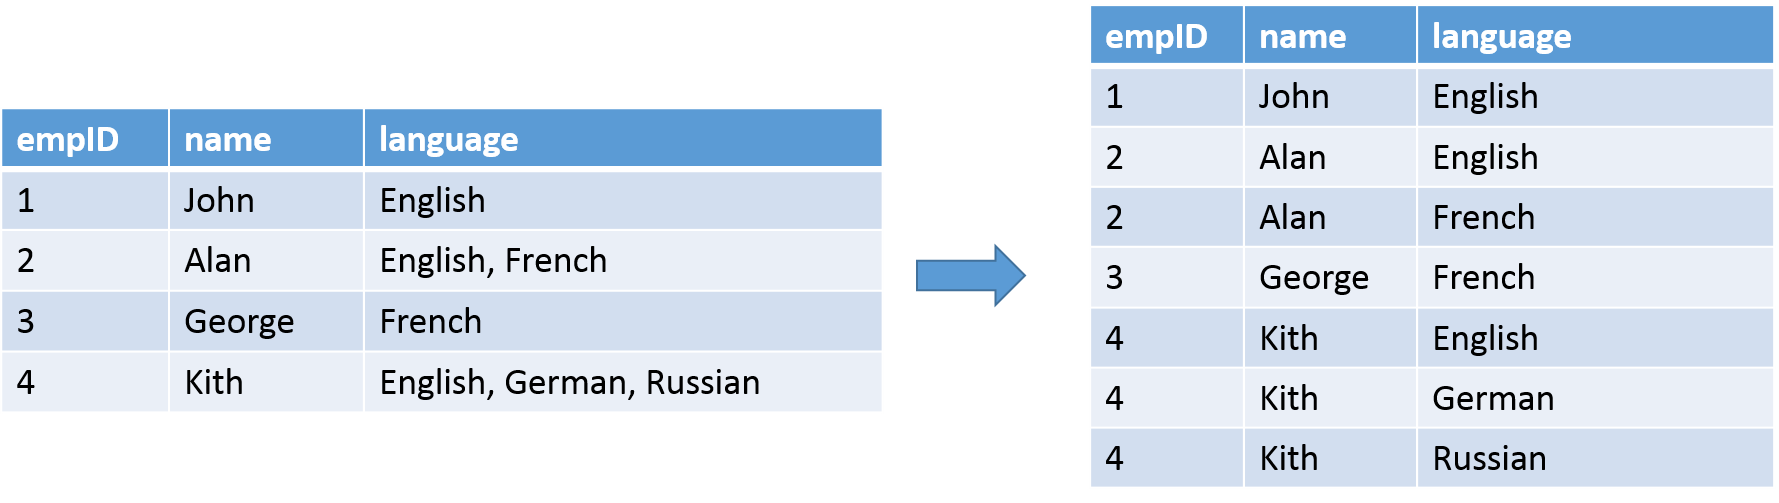 empID name language
1 John English
2 Alan English, French
3 George French
4 Kith English, German, Russian
empID name language
1 John English
2 Alan English
2 Alan French
3 George French
4 Kith English
4 Kith German
4 Kith Russian